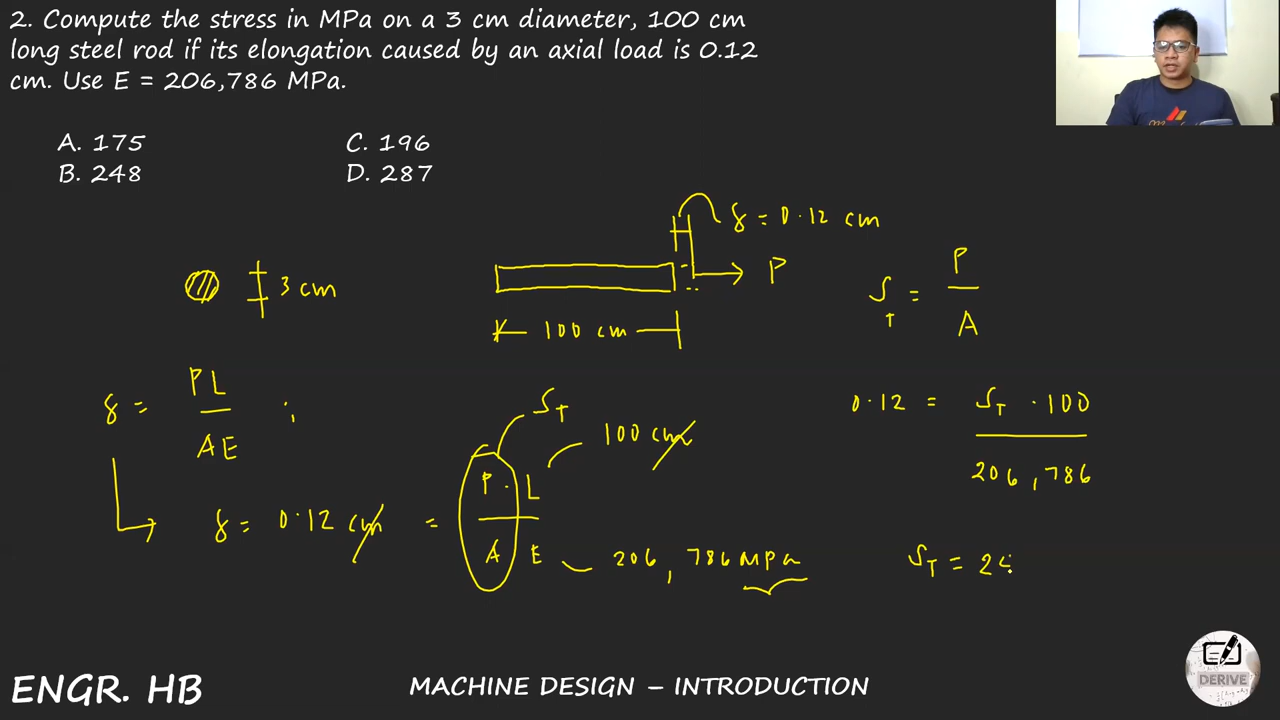 2. Compute the stress in MPa on a 3 cm diameter, 100 cm
long steel rod if its elongation caused by an axial load is 0.12
cm. Use E = 206,786 MPa.
A. 175
C. 196
B. 248
D. 287
δ = 0.12 cm
P
3 cm
100 cm
S_T = P / A
δ = PL / AE ;
S_T
100 cm
0.12 = S_T · 100 / 206,786
δ = 0.12 cm = P · L / A E
206,786 MPa
S_T = 24
ENGR. HB
MACHINE DESIGN – INTRODUCTION
DERIVE